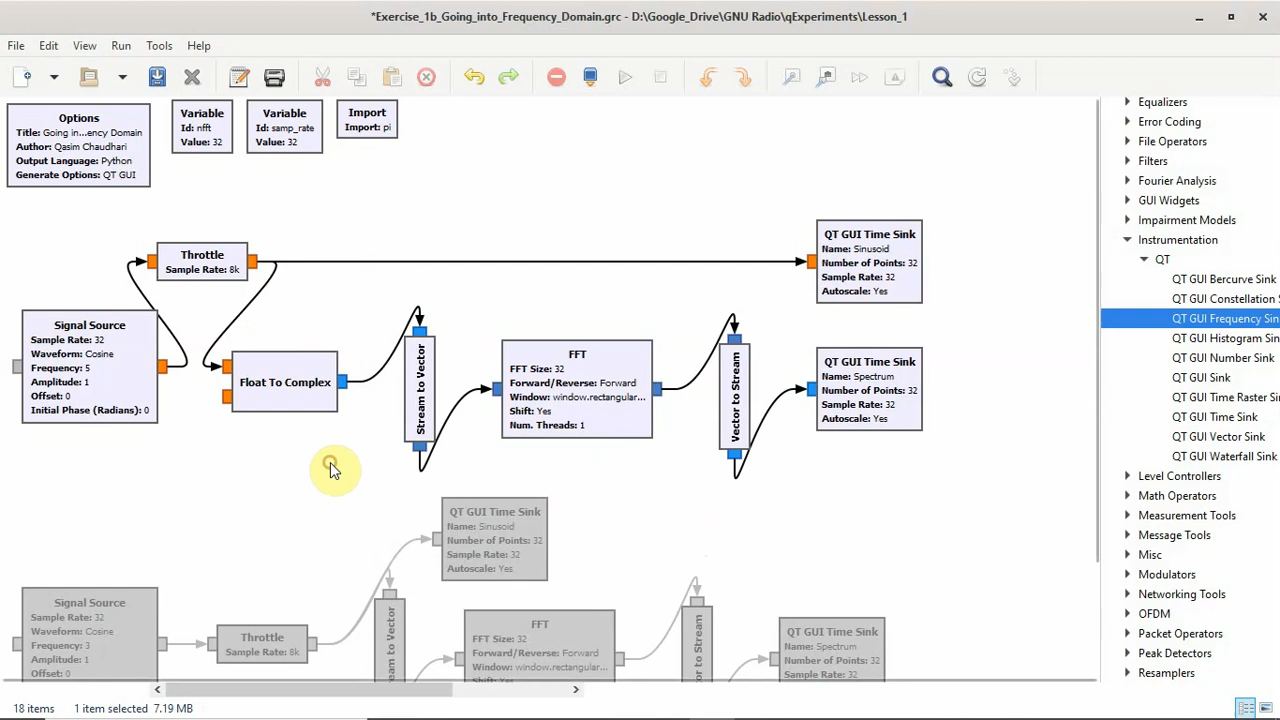 *Exercise_1b_Going_into_Frequency_Domain.grc - D:\Google_Drive\GNU Radio\qExperiments\Lesson_1
File Edit View Run Tools Help
Options
Title: Going in...ency Domain
Author: Qasim Chaudhari
Output Language: Python
Generate Options: QT GUI
Variable
Id: nfft
Value: 32
Variable
Id: samp_rate
Value: 32
Import
Import: pi
Throttle
Sample Rate: 8k
QT GUI Time Sink
Name: Sinusoid
Number of Points: 32
Sample Rate: 32
Autoscale: Yes
Signal Source
Sample Rate: 32
Waveform: Cosine
Frequency: 5
Amplitude: 1
Offset: 0
Initial Phase (Radians): 0
Float To Complex
Stream to Vector
FFT
FFT Size: 32
Forward/Reverse: Forward
Window: window.rectangular...
Shift: Yes
Num. Threads: 1
Vector to Stream
QT GUI Time Sink
Name: Spectrum
Number of Points: 32
Sample Rate: 32
Autoscale: Yes
QT GUI Time Sink
Name: Sinusoid
Number of Points: 32
Sample Rate: 32
Autoscale: Yes
Signal Source
Sample Rate: 32
Waveform: Cosine
Frequency: 3
Amplitude: 1
Offset: 0
Throttle
Sample Rate: 8k
m to Vector
FFT
FFT Size: 32
Forward/Reverse: Forward
Window: window.rectangular...
Shift: Yes
or to Stream
QT GUI Time Sink
Name: Spectrum
Number of Points: 32
Sample Rate: 32
Equalizers
Error Coding
File Operators
Filters
Fourier Analysis
GUI Widgets
Impairment Models
Instrumentation
QT
QT GUI Bercurve Sink
QT GUI Constellation S
QT GUI Frequency Sin
QT GUI Histogram Sin
QT GUI Number Sink
QT GUI Sink
QT GUI Time Raster Sin
QT GUI Time Sink
QT GUI Vector Sink
QT GUI Waterfall Sink
Level Controllers
Math Operators
Measurement Tools
Message Tools
Misc
Modulators
Networking Tools
OFDM
Packet Operators
Peak Detectors
Resamplers
18 items 1 item selected 7.19 MB